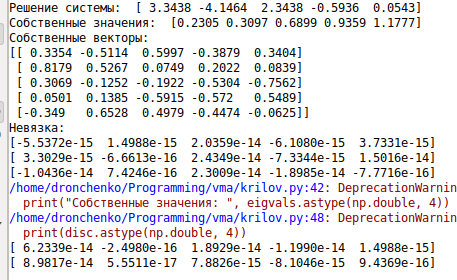 Решение системы:  [ 3.3438 -4.1464  2.3438 -0.5936  0.0543]
Собственные значения:  [0.2305 0.3097 0.6899 0.9359 1.1777]
Собственные векторы:
[[ 0.3354 -0.5114  0.5997 -0.3879  0.3404]
 [ 0.8179  0.5267  0.0749  0.2022  0.0839]
 [ 0.3069 -0.1252 -0.1922 -0.5304 -0.7562]
 [ 0.0501  0.1385 -0.5915 -0.572   0.5489]
 [-0.349   0.6528  0.4979 -0.4474 -0.0625]]
Невязка:
[-5.5372e-15  1.4988e-15  2.0359e-14 -6.1080e-15  3.7331e-15]
[ 3.3029e-15 -6.6613e-16  2.4349e-14 -7.3344e-15  1.5016e-14]
[-1.0436e-14  7.4246e-16  2.3009e-14 -1.8985e-14 -7.7716e-16]
/home/dronchenko/Programming/vma/krilov.py:42: DeprecationWarnin
  print("Собственные значения: ", eigvals.astype(np.double, 4))
/home/dronchenko/Programming/vma/krilov.py:48: DeprecationWarnin
  print(disc.astype(np.double, 4))
[ 6.2339e-14 -2.4980e-16  1.8929e-14 -1.1990e-14  1.4988e-15]
[ 8.9817e-14  5.5511e-17  7.8826e-15 -8.1046e-15  9.4369e-16]